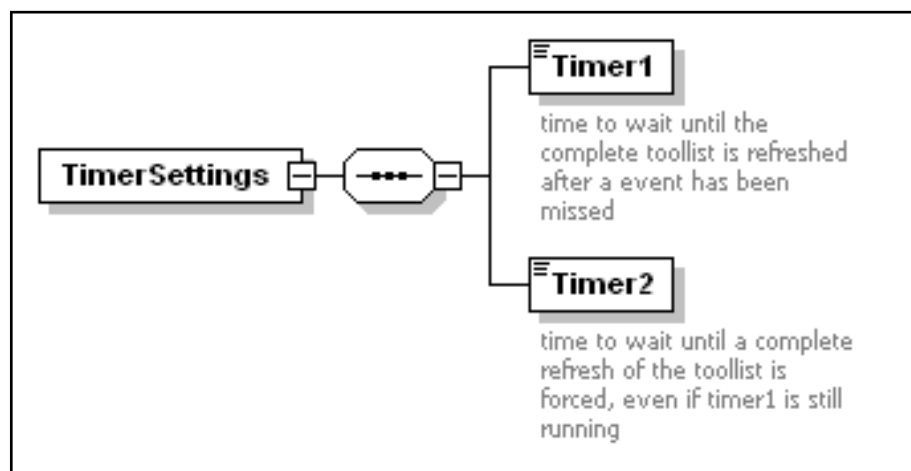 Timer1
time to wait until the
complete toollist is refreshed
after a event has been
missed
TimerSettings
Timer2
time to wait until a complete
refresh of the toollist is
forced, even if timer1 is still
running